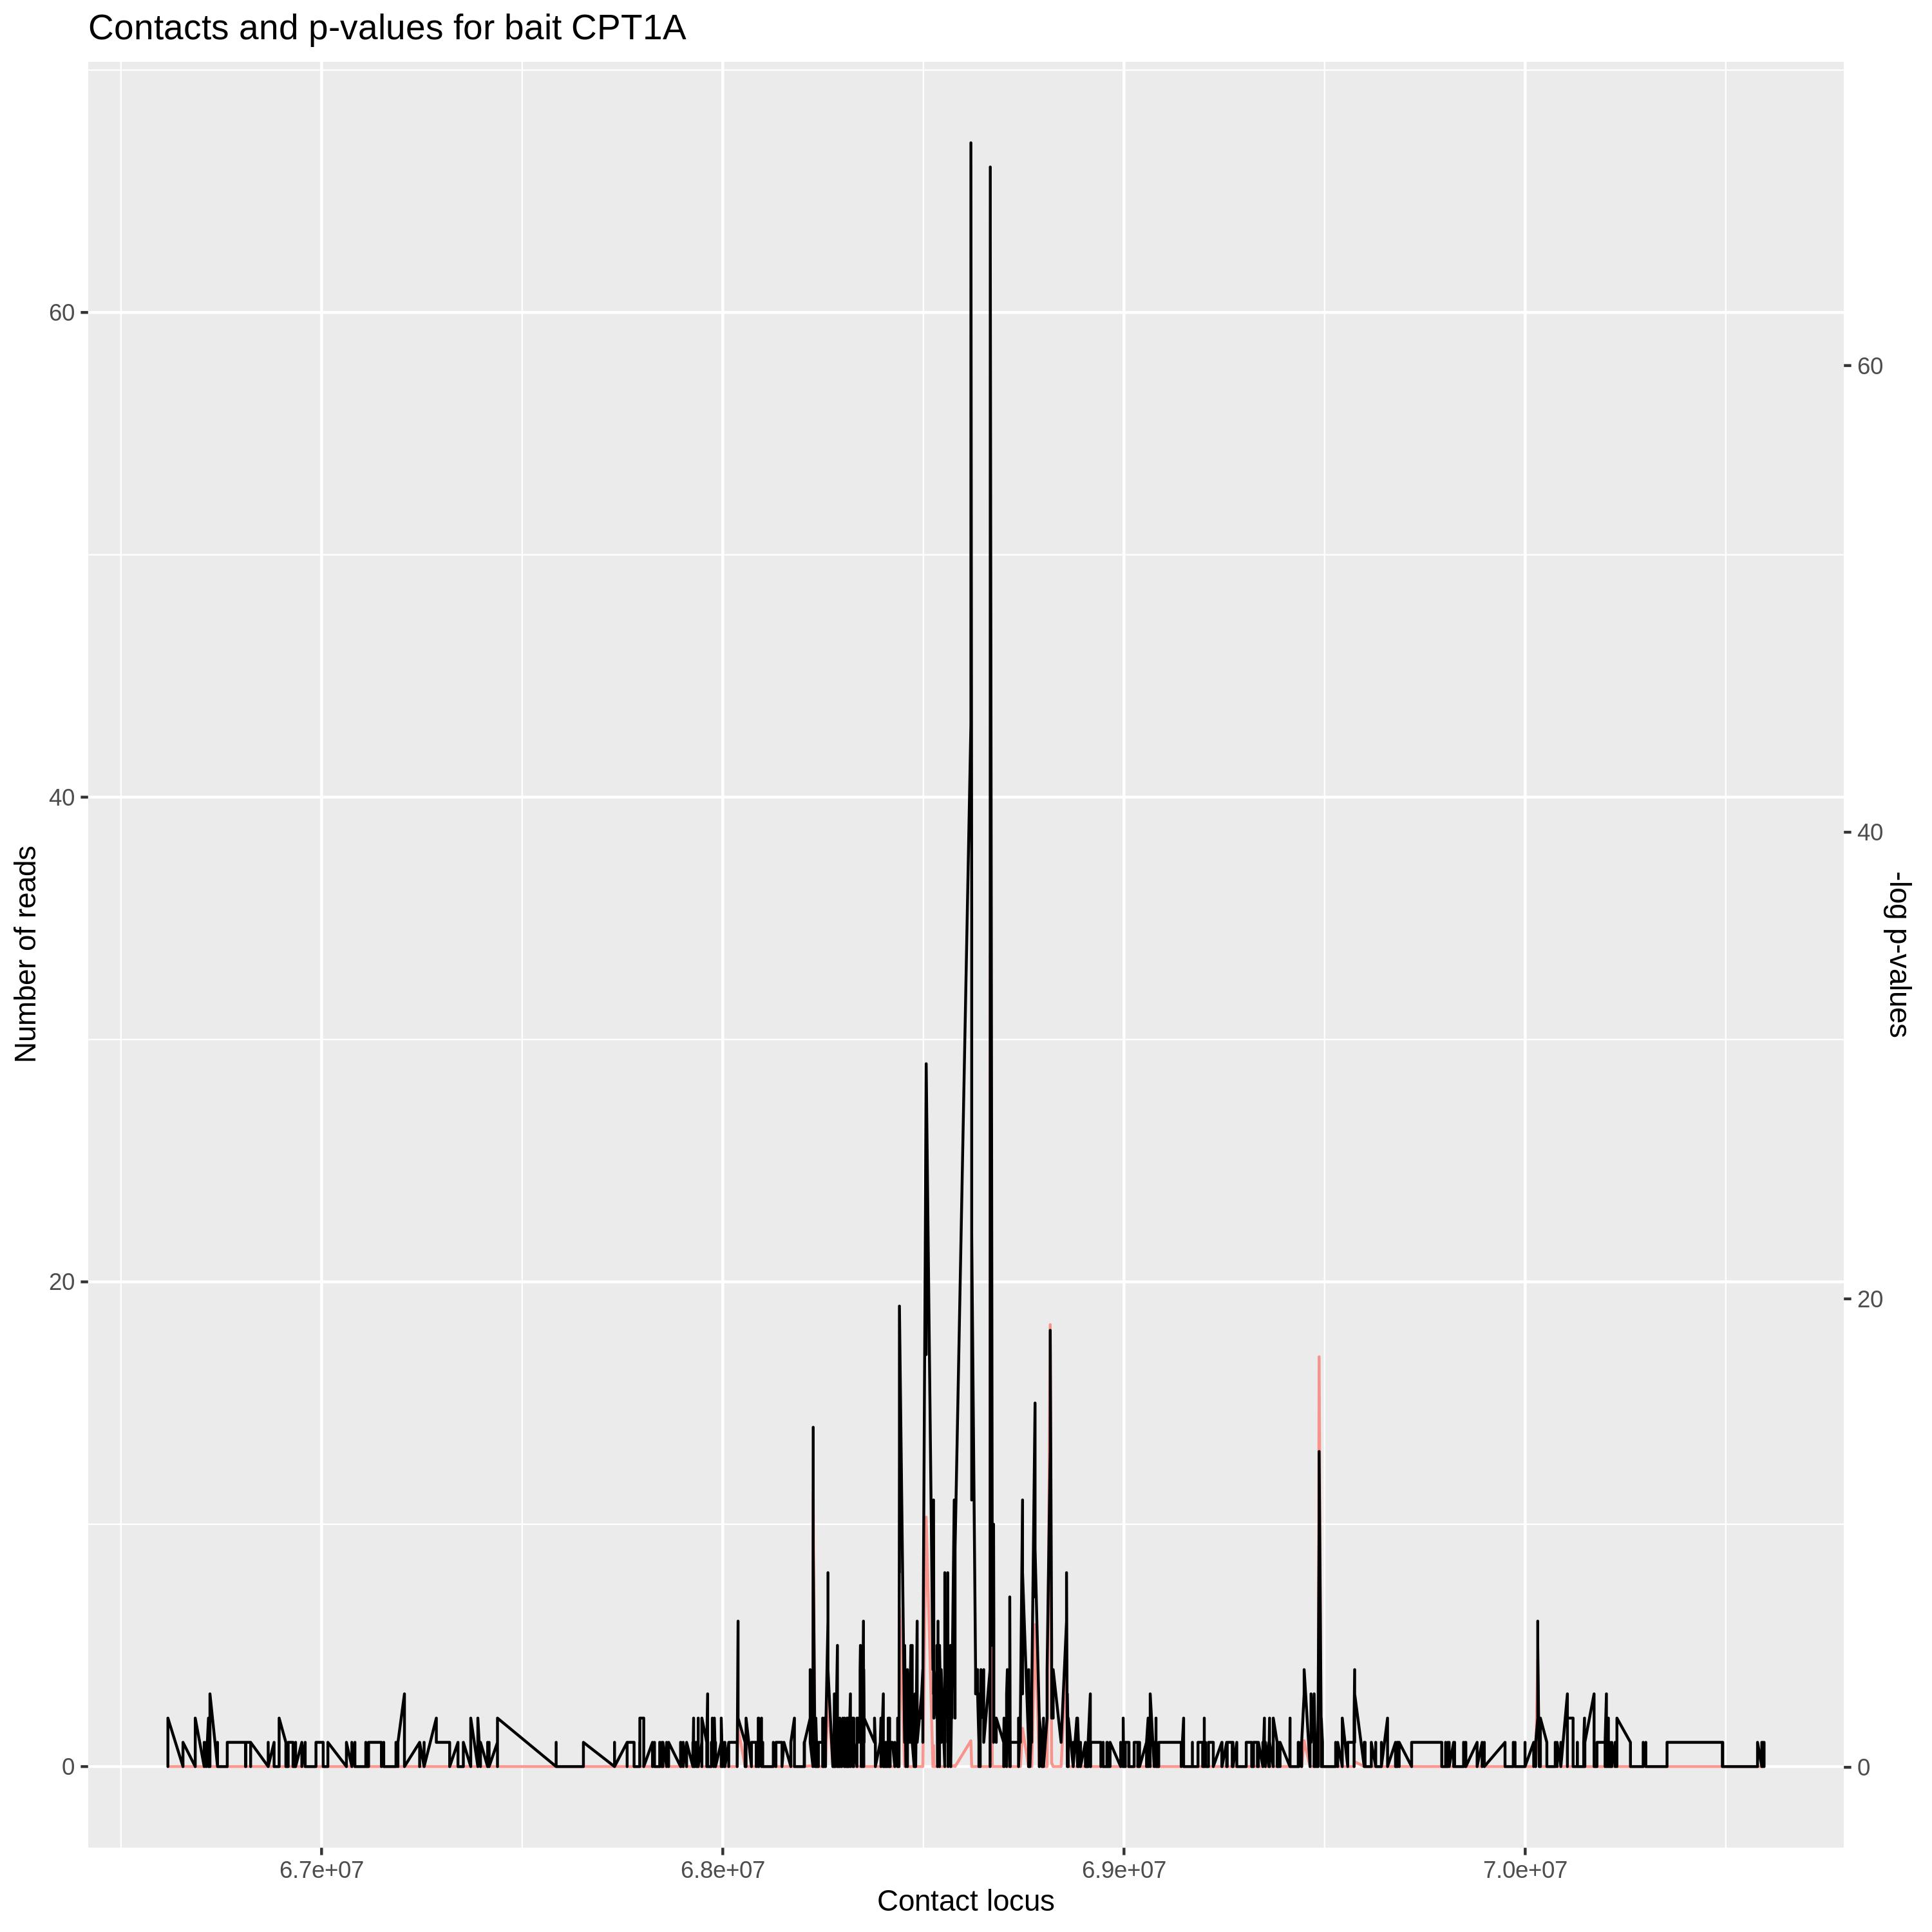 Contacts and p-values for bait CPT1A
60
40
20
0
Number of reads
60
40
20
0
-log p-values
6.7e+07 6.8e+07 6.9e+07 7.0e+07
Contact locus